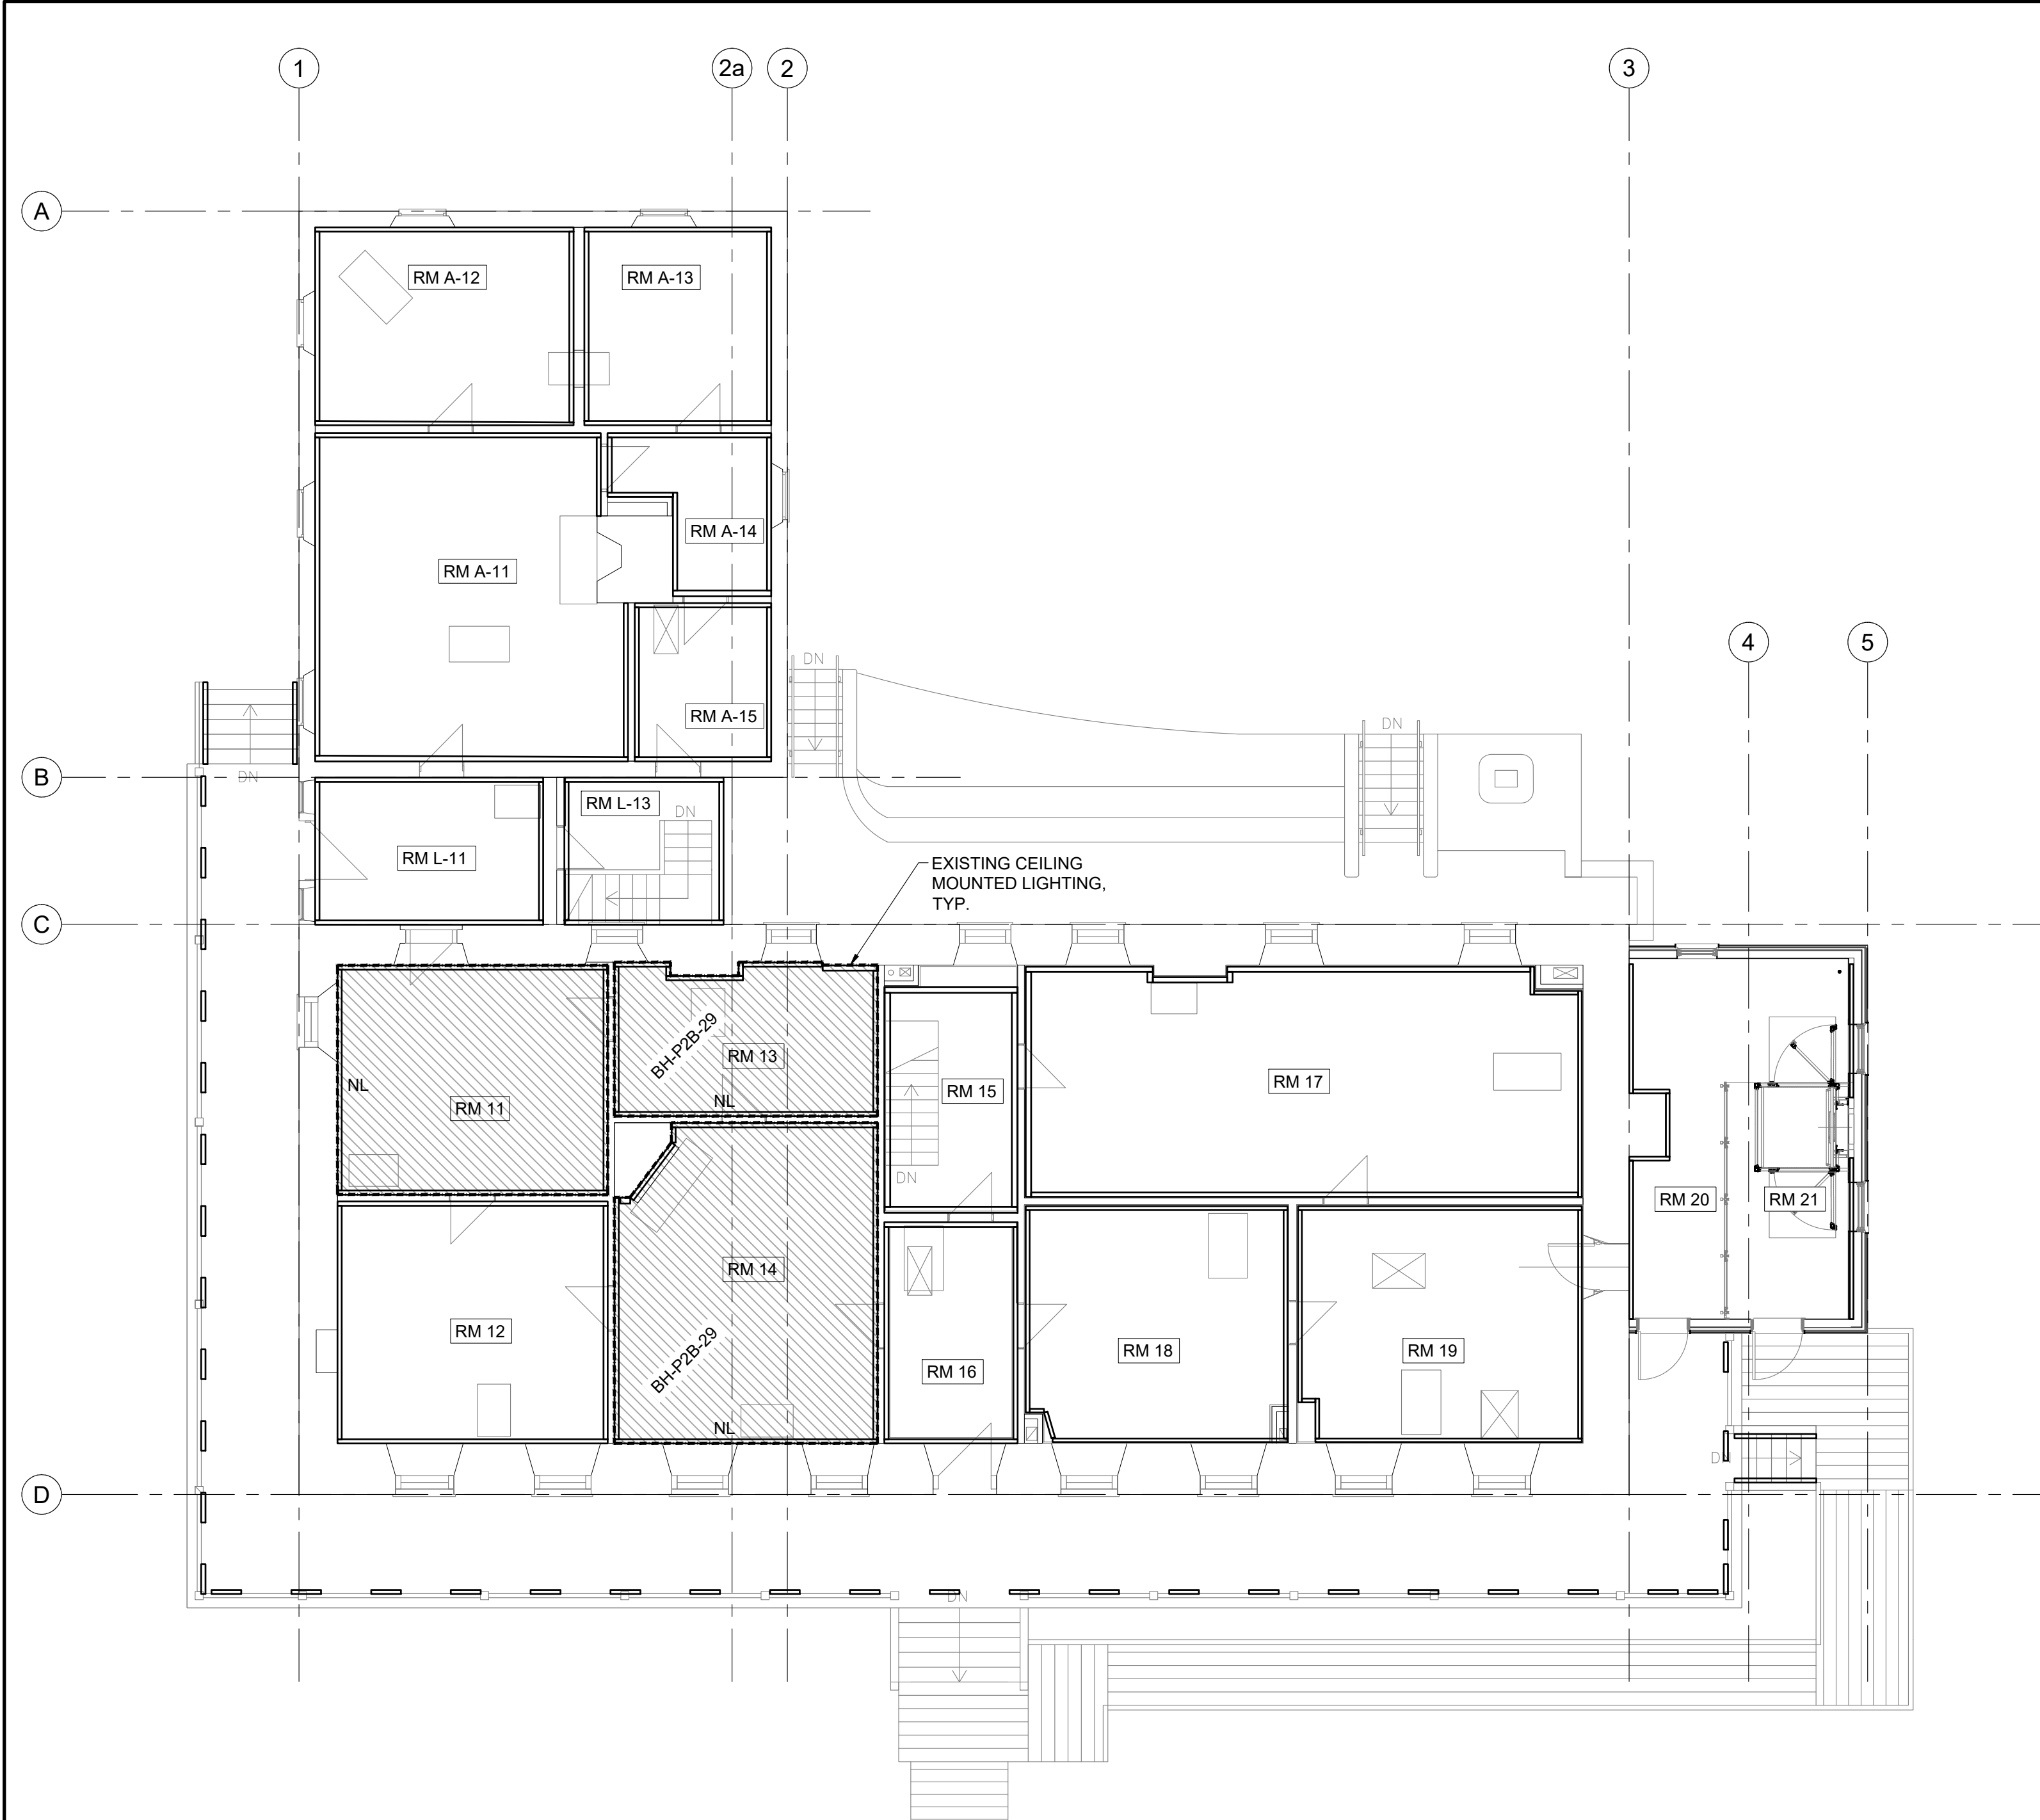 1
2a
2
3
A
RM A-12
RM A-13
RM A-14
RM A-11
4
5
DN
RM A-15
DN
B
DN
RM L-13
DN
RM L-11
EXISTING CEILING
MOUNTED LIGHTING,
TYP.
C
BH-P2B-29
RM 13
NL
NL
RM 11
RM 15
RM 17
DN
RM 20
RM 21
RM 14
RM 12
BH-P2B-29
NL
RM 16
RM 18
RM 19
DN
D
DN